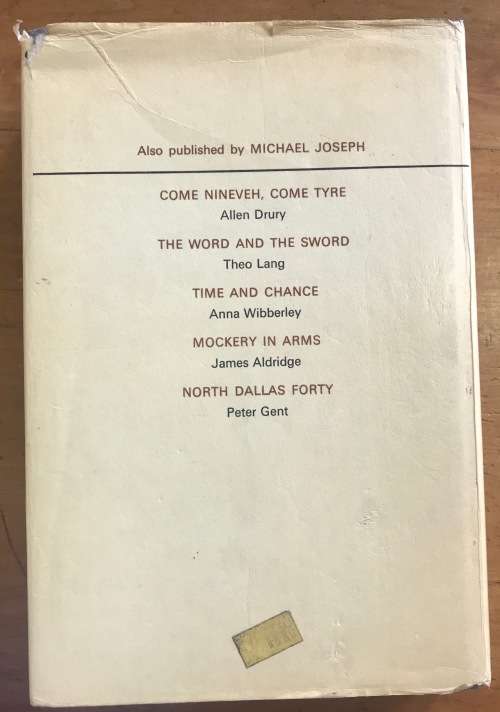 Also published by MICHAEL JOSEPH
COME NINEVEH, COME TYRE
Allen Drury
THE WORD AND THE SWORD
Theo Lang
TIME AND CHANCE
Anna Wibberley
MOCKERY IN ARMS
James Aldridge
NORTH DALLAS FORTY
Peter Gent